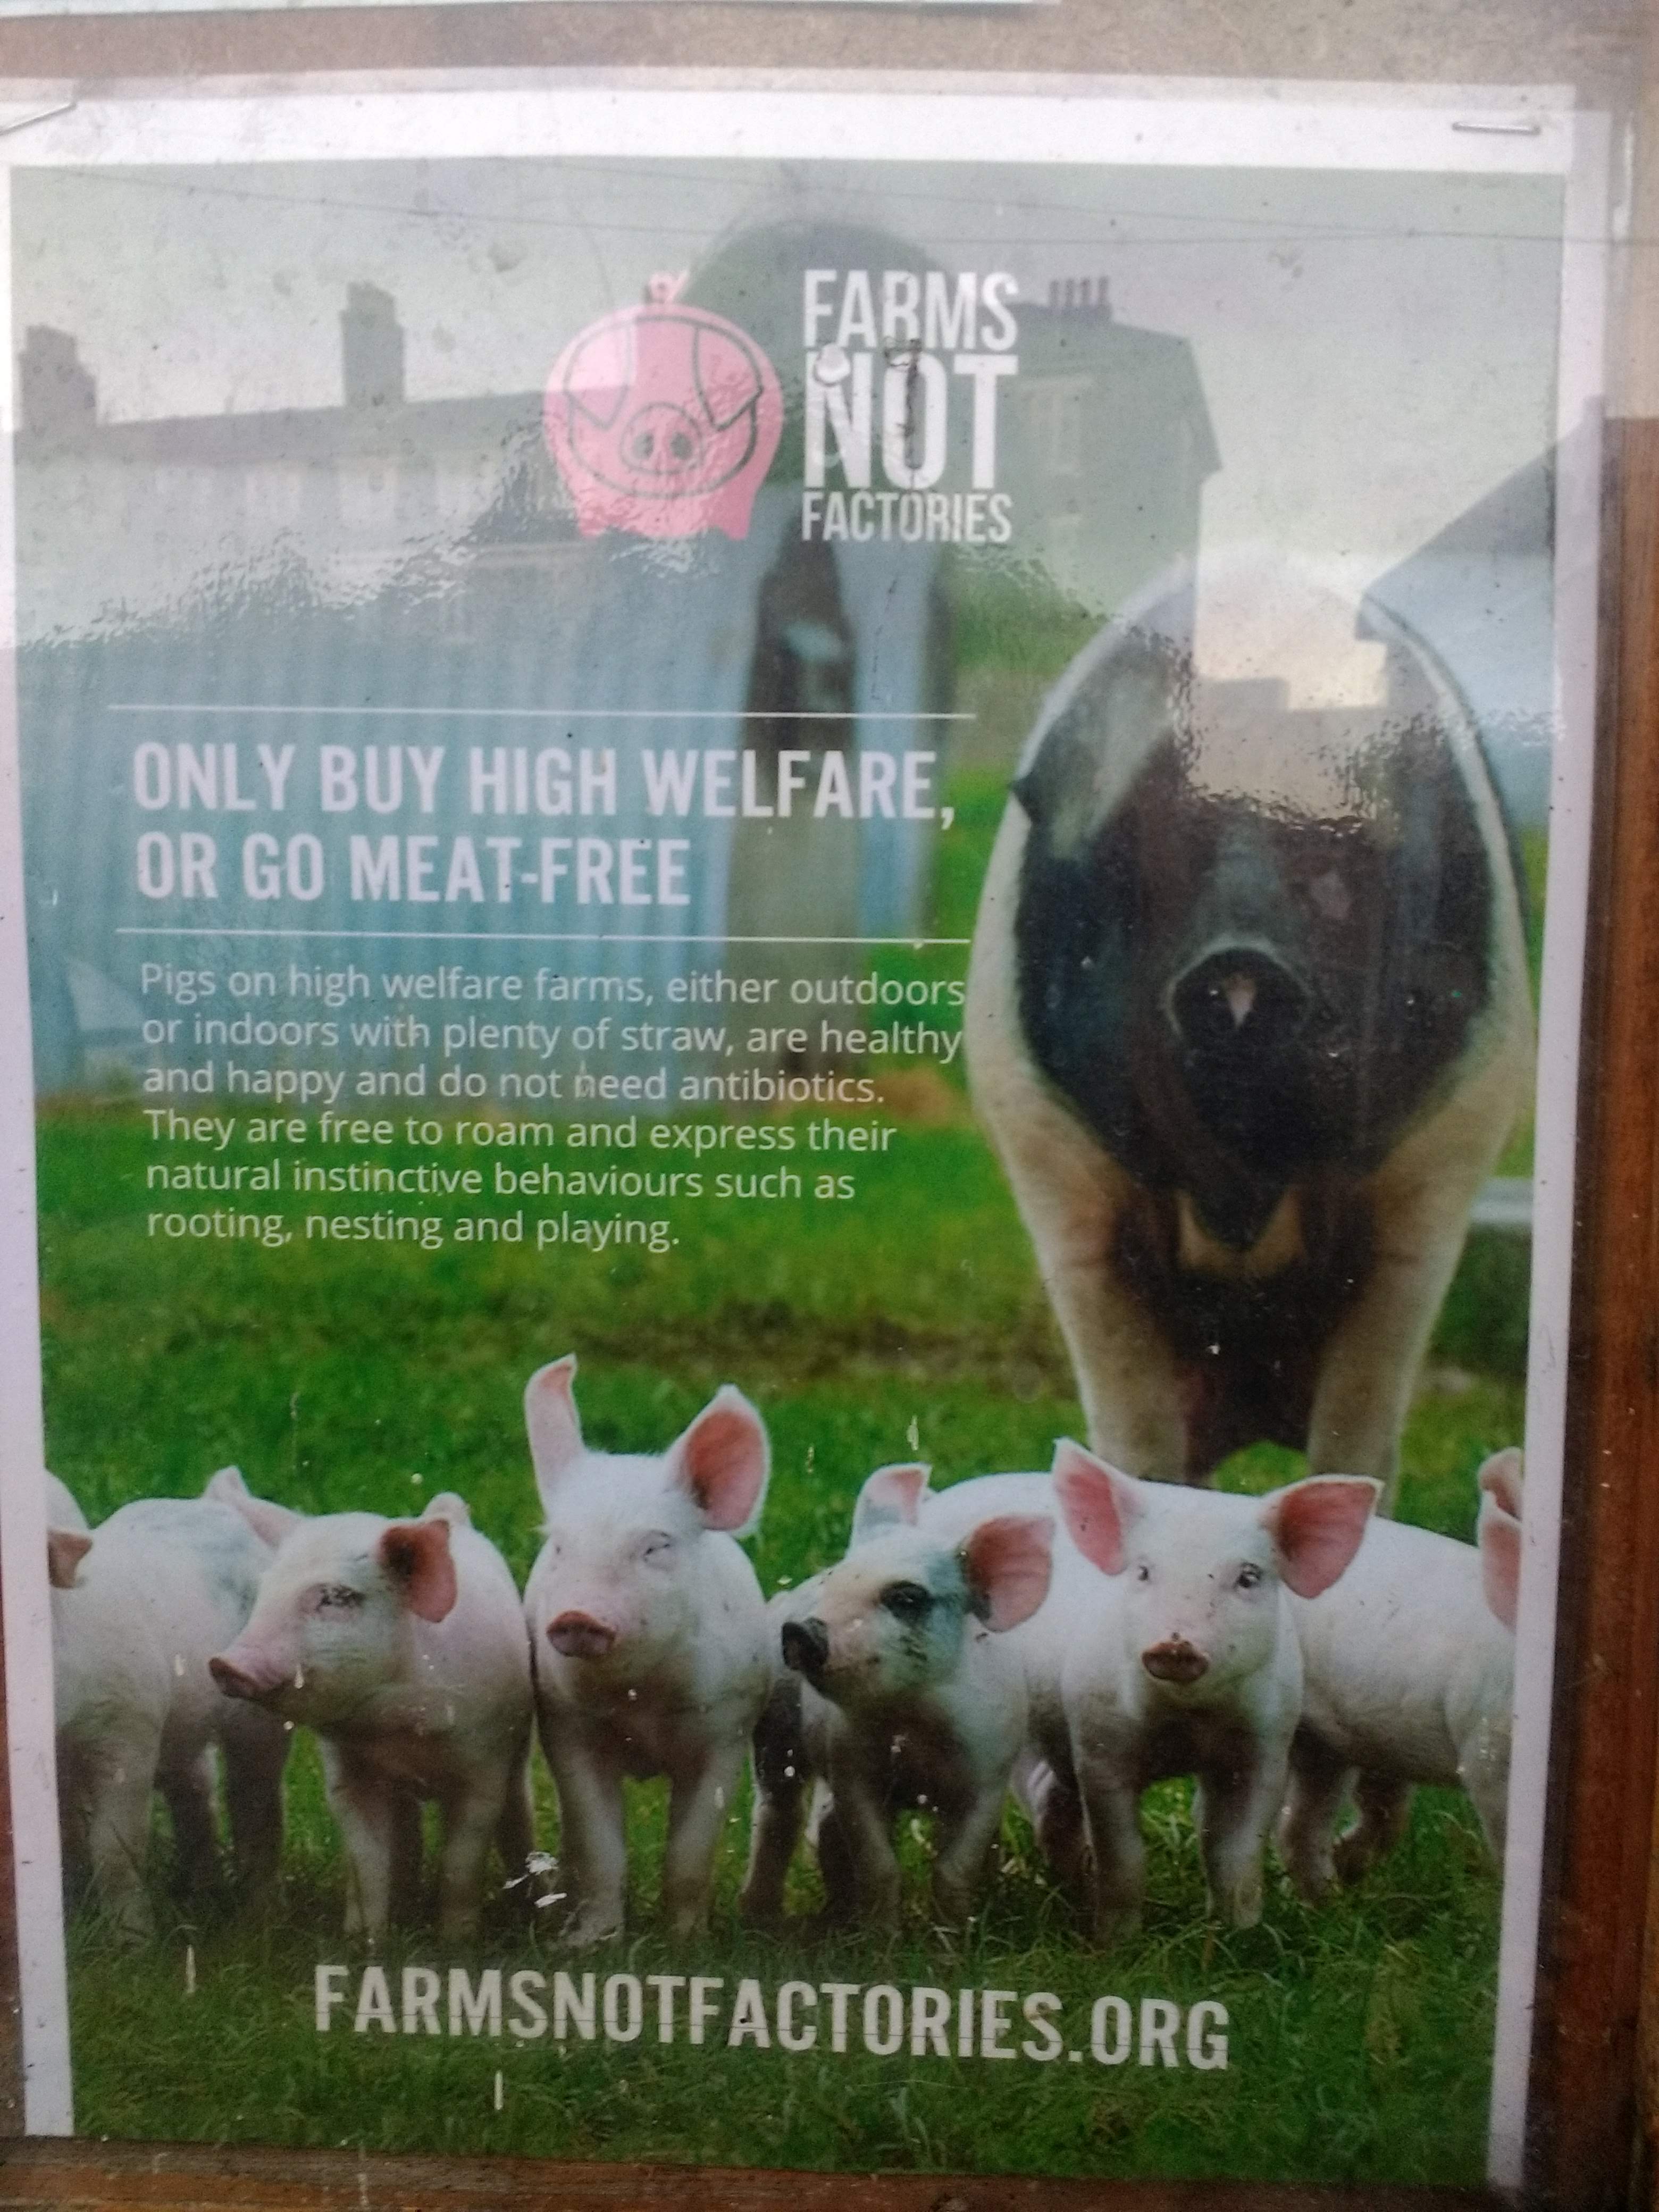 FARMS
NOT
FACTORIES
ONLY BUY HIGH WELFARE,
OR GO MEAT-FREE
Pigs on high welfare farms, either outdoors
or indoors with plenty of straw, are healthy
and happy and do not need antibiotics.
They are free to roam and express their
natural instinctive behaviours such as
rooting, nesting and playing.
FARMSNOTFACTORIES.ORG